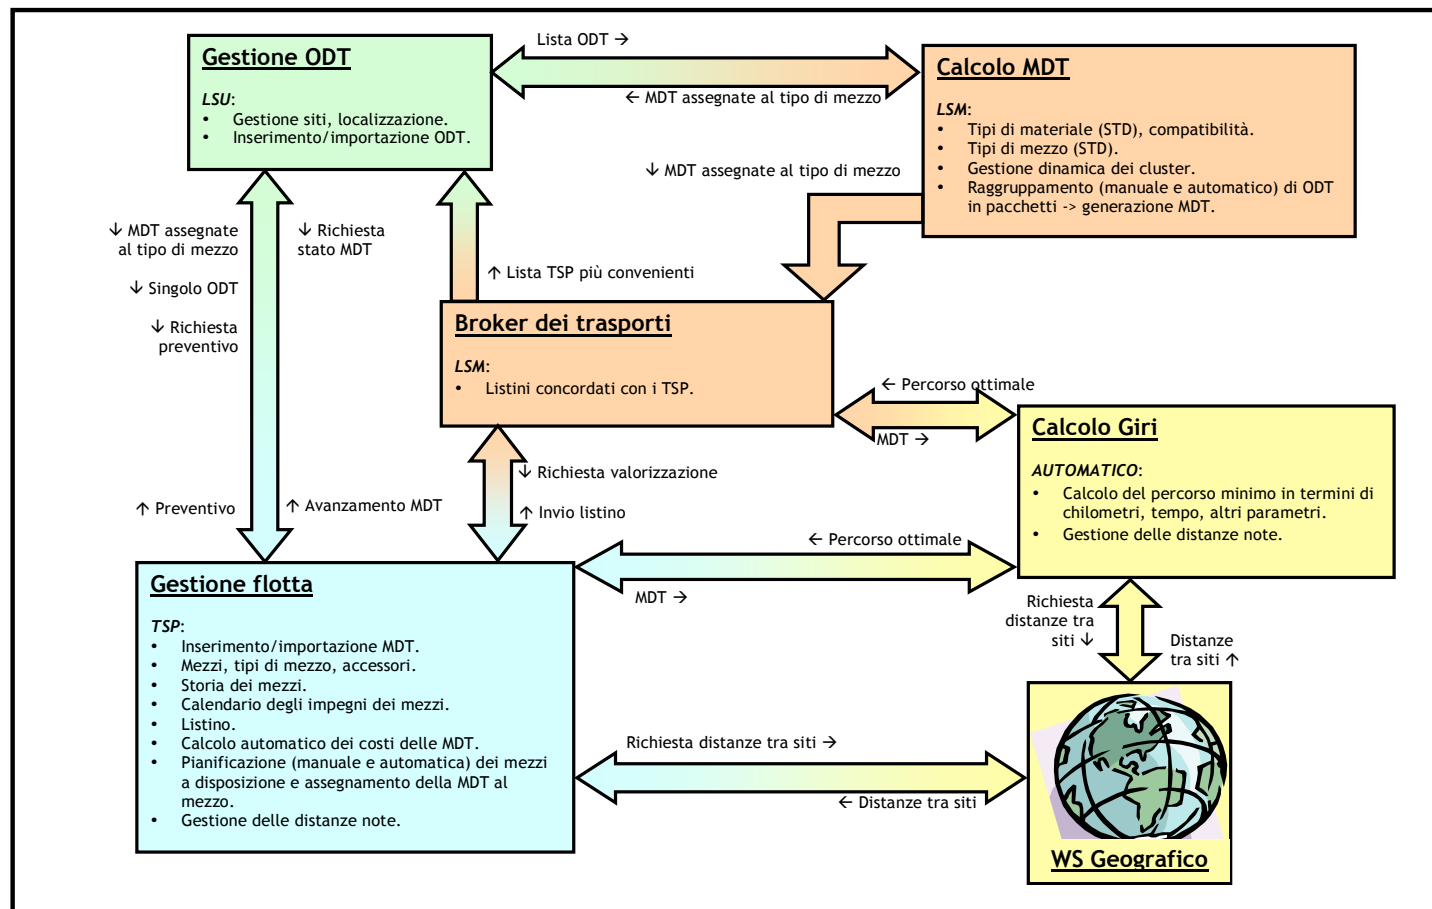 Gestione ODT
LSU:
• Gestione siti, localizzazione.
• Inserimento/importazione ODT.
Lista ODT →
← MDT assegnate al tipo di mezzo
Calcolo MDT
LSM:
• Tipi di materiale (STD), compatibilità.
• Tipi di mezzo (STD).
• Gestione dinamica dei cluster.
• Raggruppamento (manuale e automatico) di ODT
in pacchetti -> generazione MDT.
↓ MDT assegnate al tipo di mezzo
↓ MDT assegnate
al tipo di mezzo
↓ Richiesta
stato MDT
↓ Singolo ODT
↓ Richiesta
preventivo
↑ Lista TSP più convenienti
Broker dei trasporti
LSM:
• Listini concordati con i TSP.
← Percorso ottimale
MDT →
Calcolo Giri
AUTOMATICO:
• Calcolo del percorso minimo in termini di
chilometri, tempo, altri parametri.
• Gestione delle distanze note.
↓ Richiesta valorizzazione
↑ Invio listino
↑ Preventivo
↑ Avanzamento MDT
← Percorso ottimale
MDT →
Gestione flotta
TSP:
• Inserimento/importazione MDT.
• Mezzi, tipi di mezzo, accessori.
• Storia dei mezzi.
• Calendario degli impegni dei mezzi.
• Listino.
• Calcolo automatico dei costi delle MDT.
• Pianificazione (manuale e automatica) dei mezzi
a disposizione e assegnamento della MDT al
mezzo.
• Gestione delle distanze note.
Richiesta
distanze tra
siti ↓
Distanze
tra siti ↑
Richiesta distanze tra siti →
← Distanze tra siti
WS Geografico